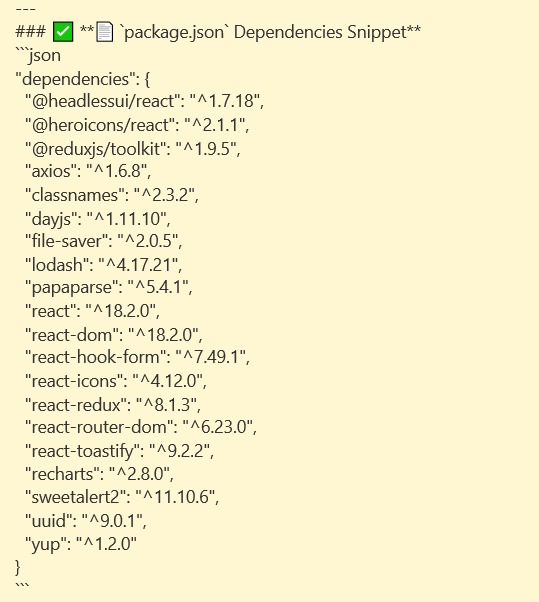 ---
### ✅ **📄 `package.json` Dependencies Snippet**
```json
"dependencies": {
  "@headlessui/react": "^1.7.18",
  "@heroicons/react": "^2.1.1",
  "@reduxjs/toolkit": "^1.9.5",
  "axios": "^1.6.8",
  "classnames": "^2.3.2",
  "dayjs": "^1.11.10",
  "file-saver": "^2.0.5",
  "lodash": "^4.17.21",
  "papaparse": "^5.4.1",
  "react": "^18.2.0",
  "react-dom": "^18.2.0",
  "react-hook-form": "^7.49.1",
  "react-icons": "^4.12.0",
  "react-redux": "^8.1.3",
  "react-router-dom": "^6.23.0",
  "react-toastify": "^9.2.2",
  "recharts": "^2.8.0",
  "sweetalert2": "^11.10.6",
  "uuid": "^9.0.1",
  "yup": "^1.2.0"
}
```